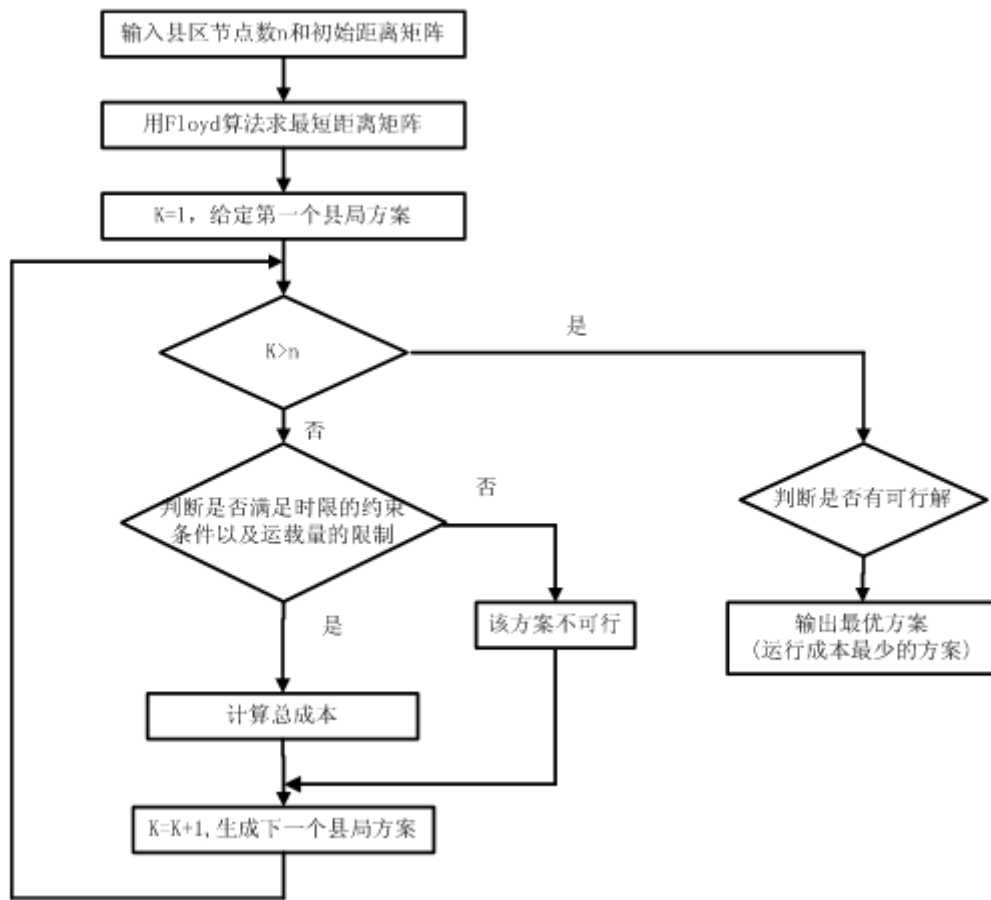 输入县区节点数n和初始距离矩阵
用Floyd算法求最短距离矩阵
K=1, 给定第一个县局方案
K>n
是
否
判断是否满足时限的约束
条件以及运载量的限制
否
判断是否有可行解
是
该方案不可行
输出最优方案
(运行成本最少的方案)
计算总成本
K=K+1,生成下一个县局方案